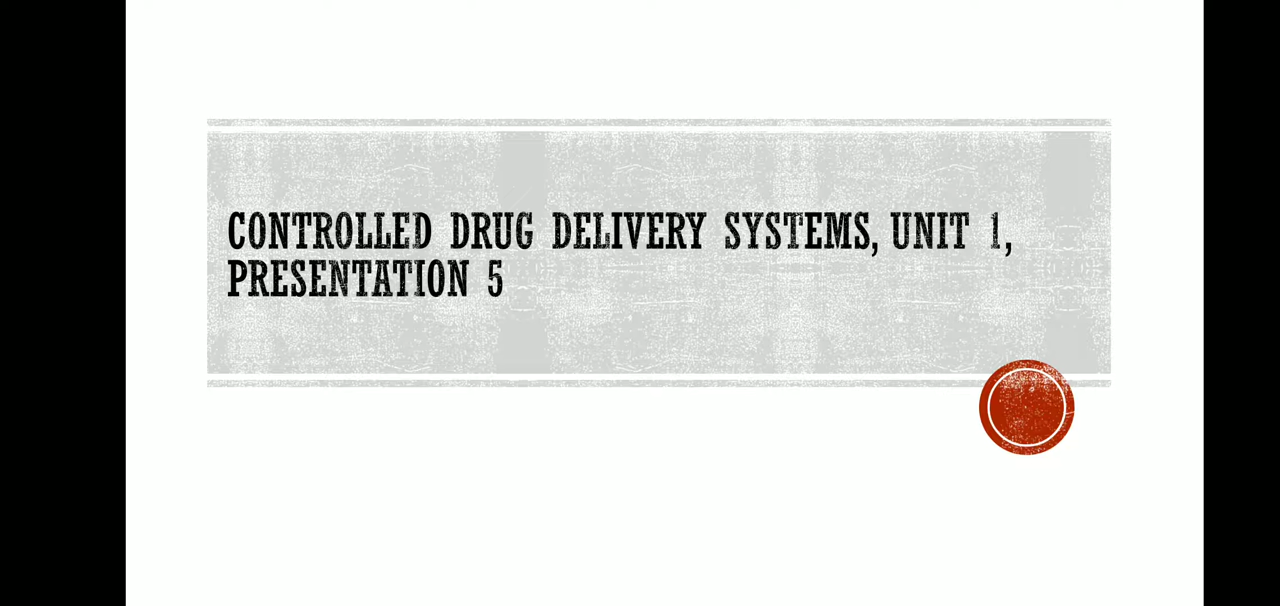 CONTROLLED DRUG DELIVERY SYSTEMS, UNIT 1,
PRESENTATION 5